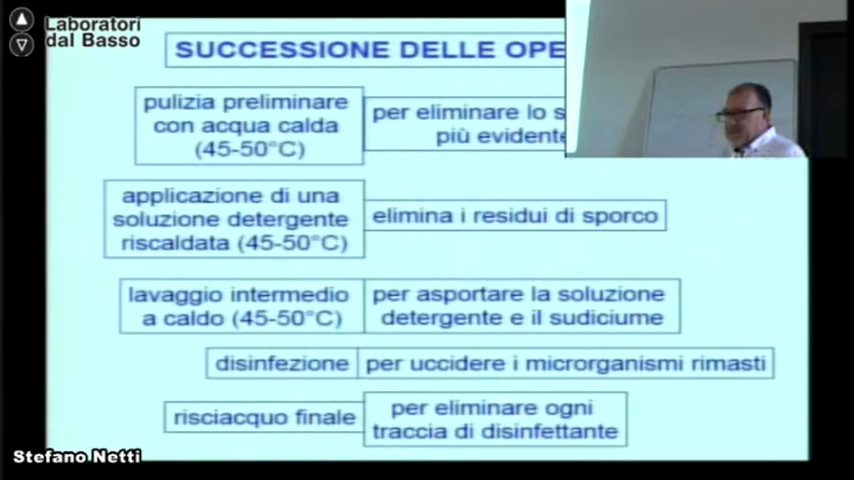 Laboratori
dal Basso
SUCCESSIONE DELLE OPE
pulizia preliminare
con acqua calda
(45-50°C)
per eliminare lo s
più evidente
applicazione di una
soluzione detergente
riscaldata (45-50°C)
elimina i residui di sporco
lavaggio intermedio
a caldo (45-50°C)
per asportare la soluzione
detergente e il sudiciume
disinfezione
per uccidere i microrganismi rimasti
risciacquo finale
per eliminare ogni
traccia di disinfettante
Stefano Netti